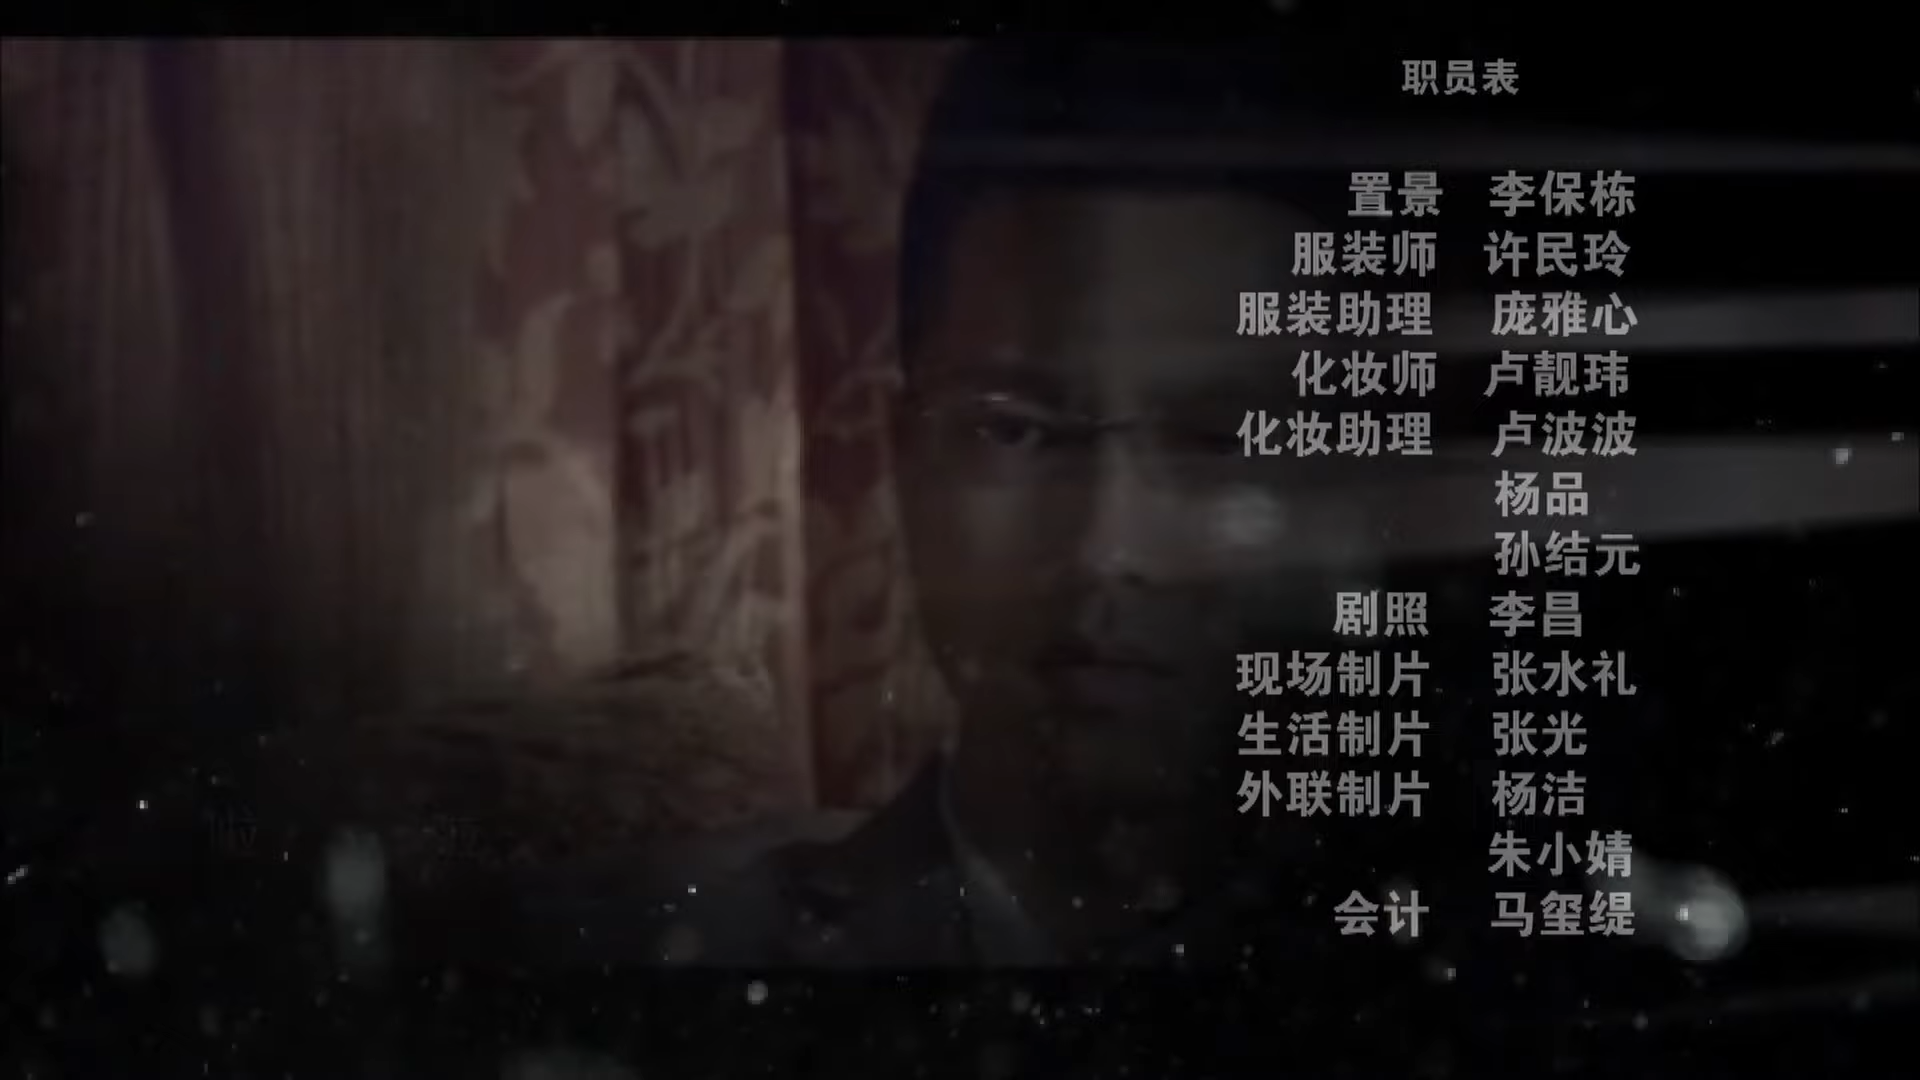 职员表
置景 李保栋
服装师 许民玲
服装助理 庞雅心
化妆师 卢靓玮
化妆助理 卢波波
杨品
孙结元
剧照 李昌
现场制片 张水礼
生活制片 张光
外联制片 杨洁
朱小婧
会计 马玺缇